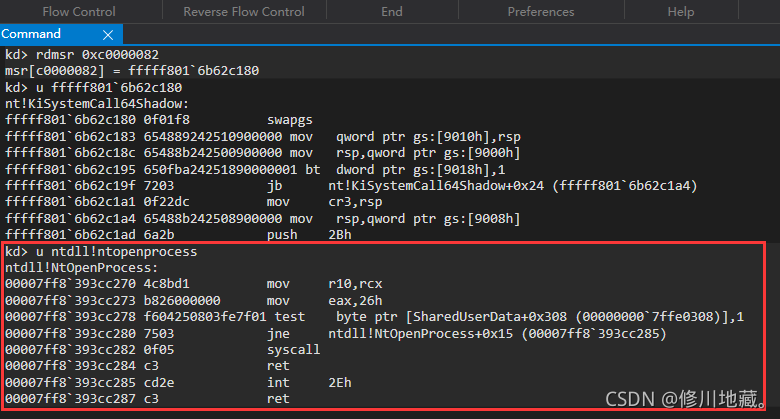 Flow Control Reverse Flow Control End Preferences Help
Command
kd> rdmsr 0xc0000082
msr[c0000082] = fffff801`6b62c180
kd> u fffff801`6b62c180
nt!KiSystemCall64Shadow:
fffff801`6b62c180 0f01f8 swapgs
fffff801`6b62c183 654889242510900000 mov qword ptr gs:[9010h],rsp
fffff801`6b62c18c 65488b242500900000 mov rsp,qword ptr gs:[9000h]
fffff801`6b62c195 650fba24251890000001 bt dword ptr gs:[9018h],1
fffff801`6b62c19f 7203 jb nt!KiSystemCall64Shadow+0x24 (fffff801`6b62c1a4)
fffff801`6b62c1a1 0f22dc mov cr3,rsp
fffff801`6b62c1a4 65488b242508900000 mov rsp,qword ptr gs:[9008h]
fffff801`6b62c1ad 6a2b push 2Bh
kd> u ntdll!ntopenprocess
ntdll!NtOpenProcess:
00007ff8`393cc270 4c8bd1 mov r10,rcx
00007ff8`393cc273 b826000000 mov eax,26h
00007ff8`393cc278 f604250803fe7f01 test byte ptr [SharedUserData+0x308 (00000000`7ffe0308)],1
00007ff8`393cc280 7503 jne ntdll!NtOpenProcess+0x15 (00007ff8`393cc285)
00007ff8`393cc282 0f05 syscall
00007ff8`393cc284 c3 ret
00007ff8`393cc285 cd2e int 2Eh
00007ff8`393cc287 c3 ret
CSDN @修川地藏。